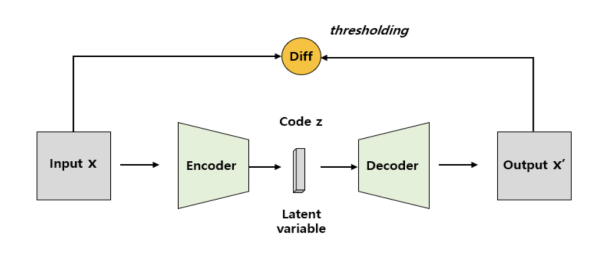 thresholding
Diff
Code z
Input x
Encoder
Decoder
Output x′
Latent
variable